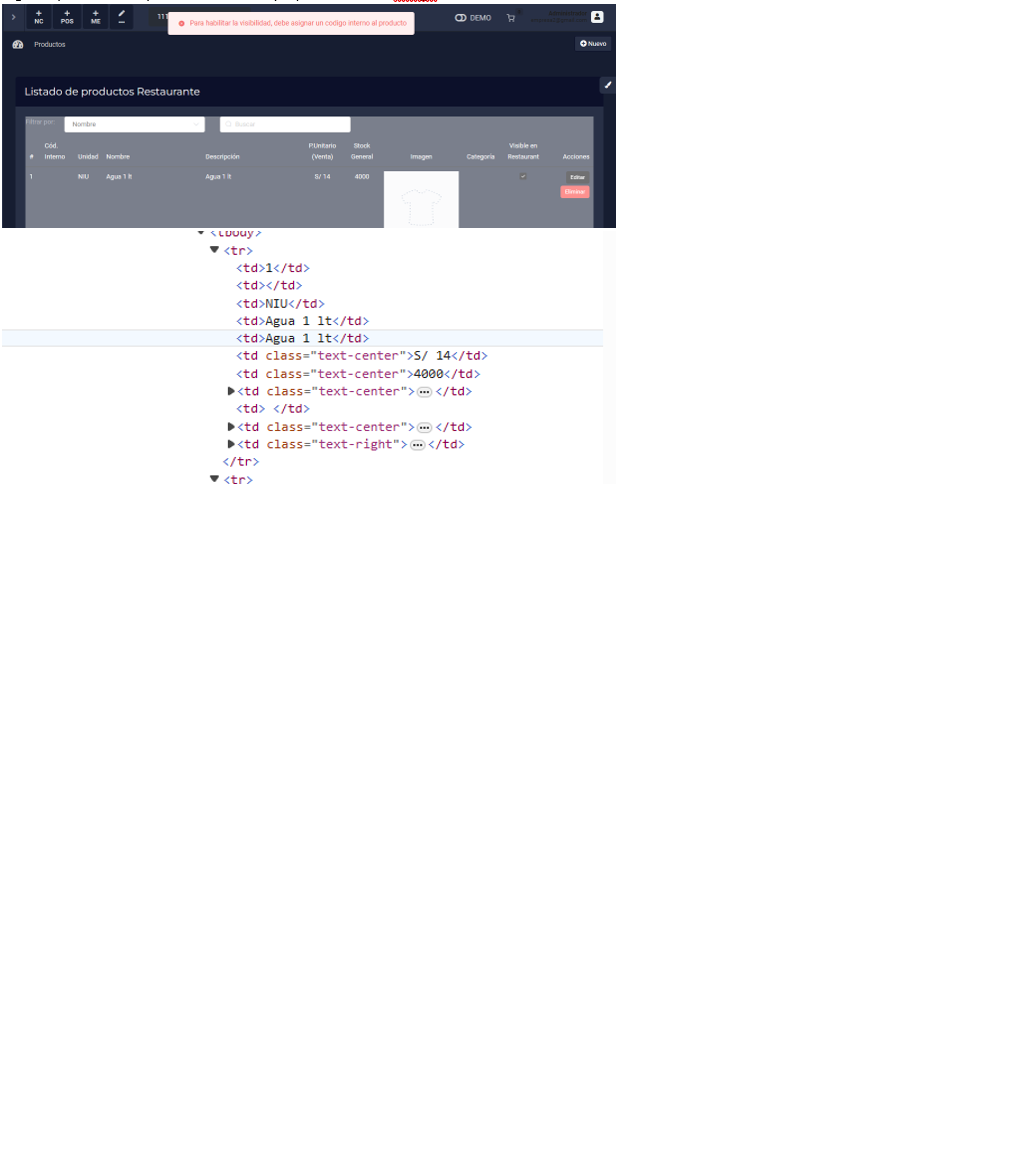 NC POS ME 111 Para habilitar la visibilidad, debe asignar un codigo interno al producto DEMO
Productos Nuevo
Listado de productos Restaurante
Filtrar por: Nombre Buscar
# Cód. Interno Unidad Nombre Descripción P.Unitario (Venta) Stock General Imagen Categoría Visible en Restaurant Acciones
1 NIU Agua 1 lt Agua 1 lt S/ 14 4000 Editar
Eliminar
<tbody>
<tr>
<td>1</td>
<td></td>
<td>NIU</td>
<td>Agua 1 lt</td>
<td>Agua 1 lt</td>
<td class="text-center">S/ 14</td>
<td class="text-center">4000</td>
<td class="text-center">…</td>
<td> </td>
<td class="text-center">…</td>
<td class="text-right">…</td>
</tr>
<tr>